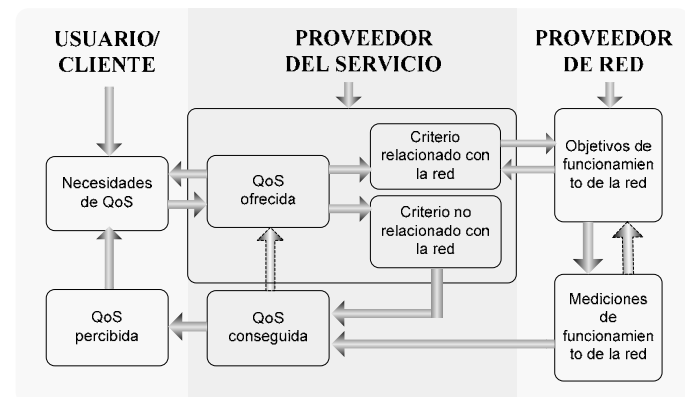 USUARIO/
CLIENTE
PROVEEDOR
DEL SERVICIO
PROVEEDOR
DE RED
Necesidades
de QoS
QoS
ofrecida
Criterio
relacionado con
la red
Criterio no
relacionado con
la red
Objetivos de
funcionamien
to de la red
QoS
percibida
QoS
conseguida
Mediciones
de
funcionamien
to de la red